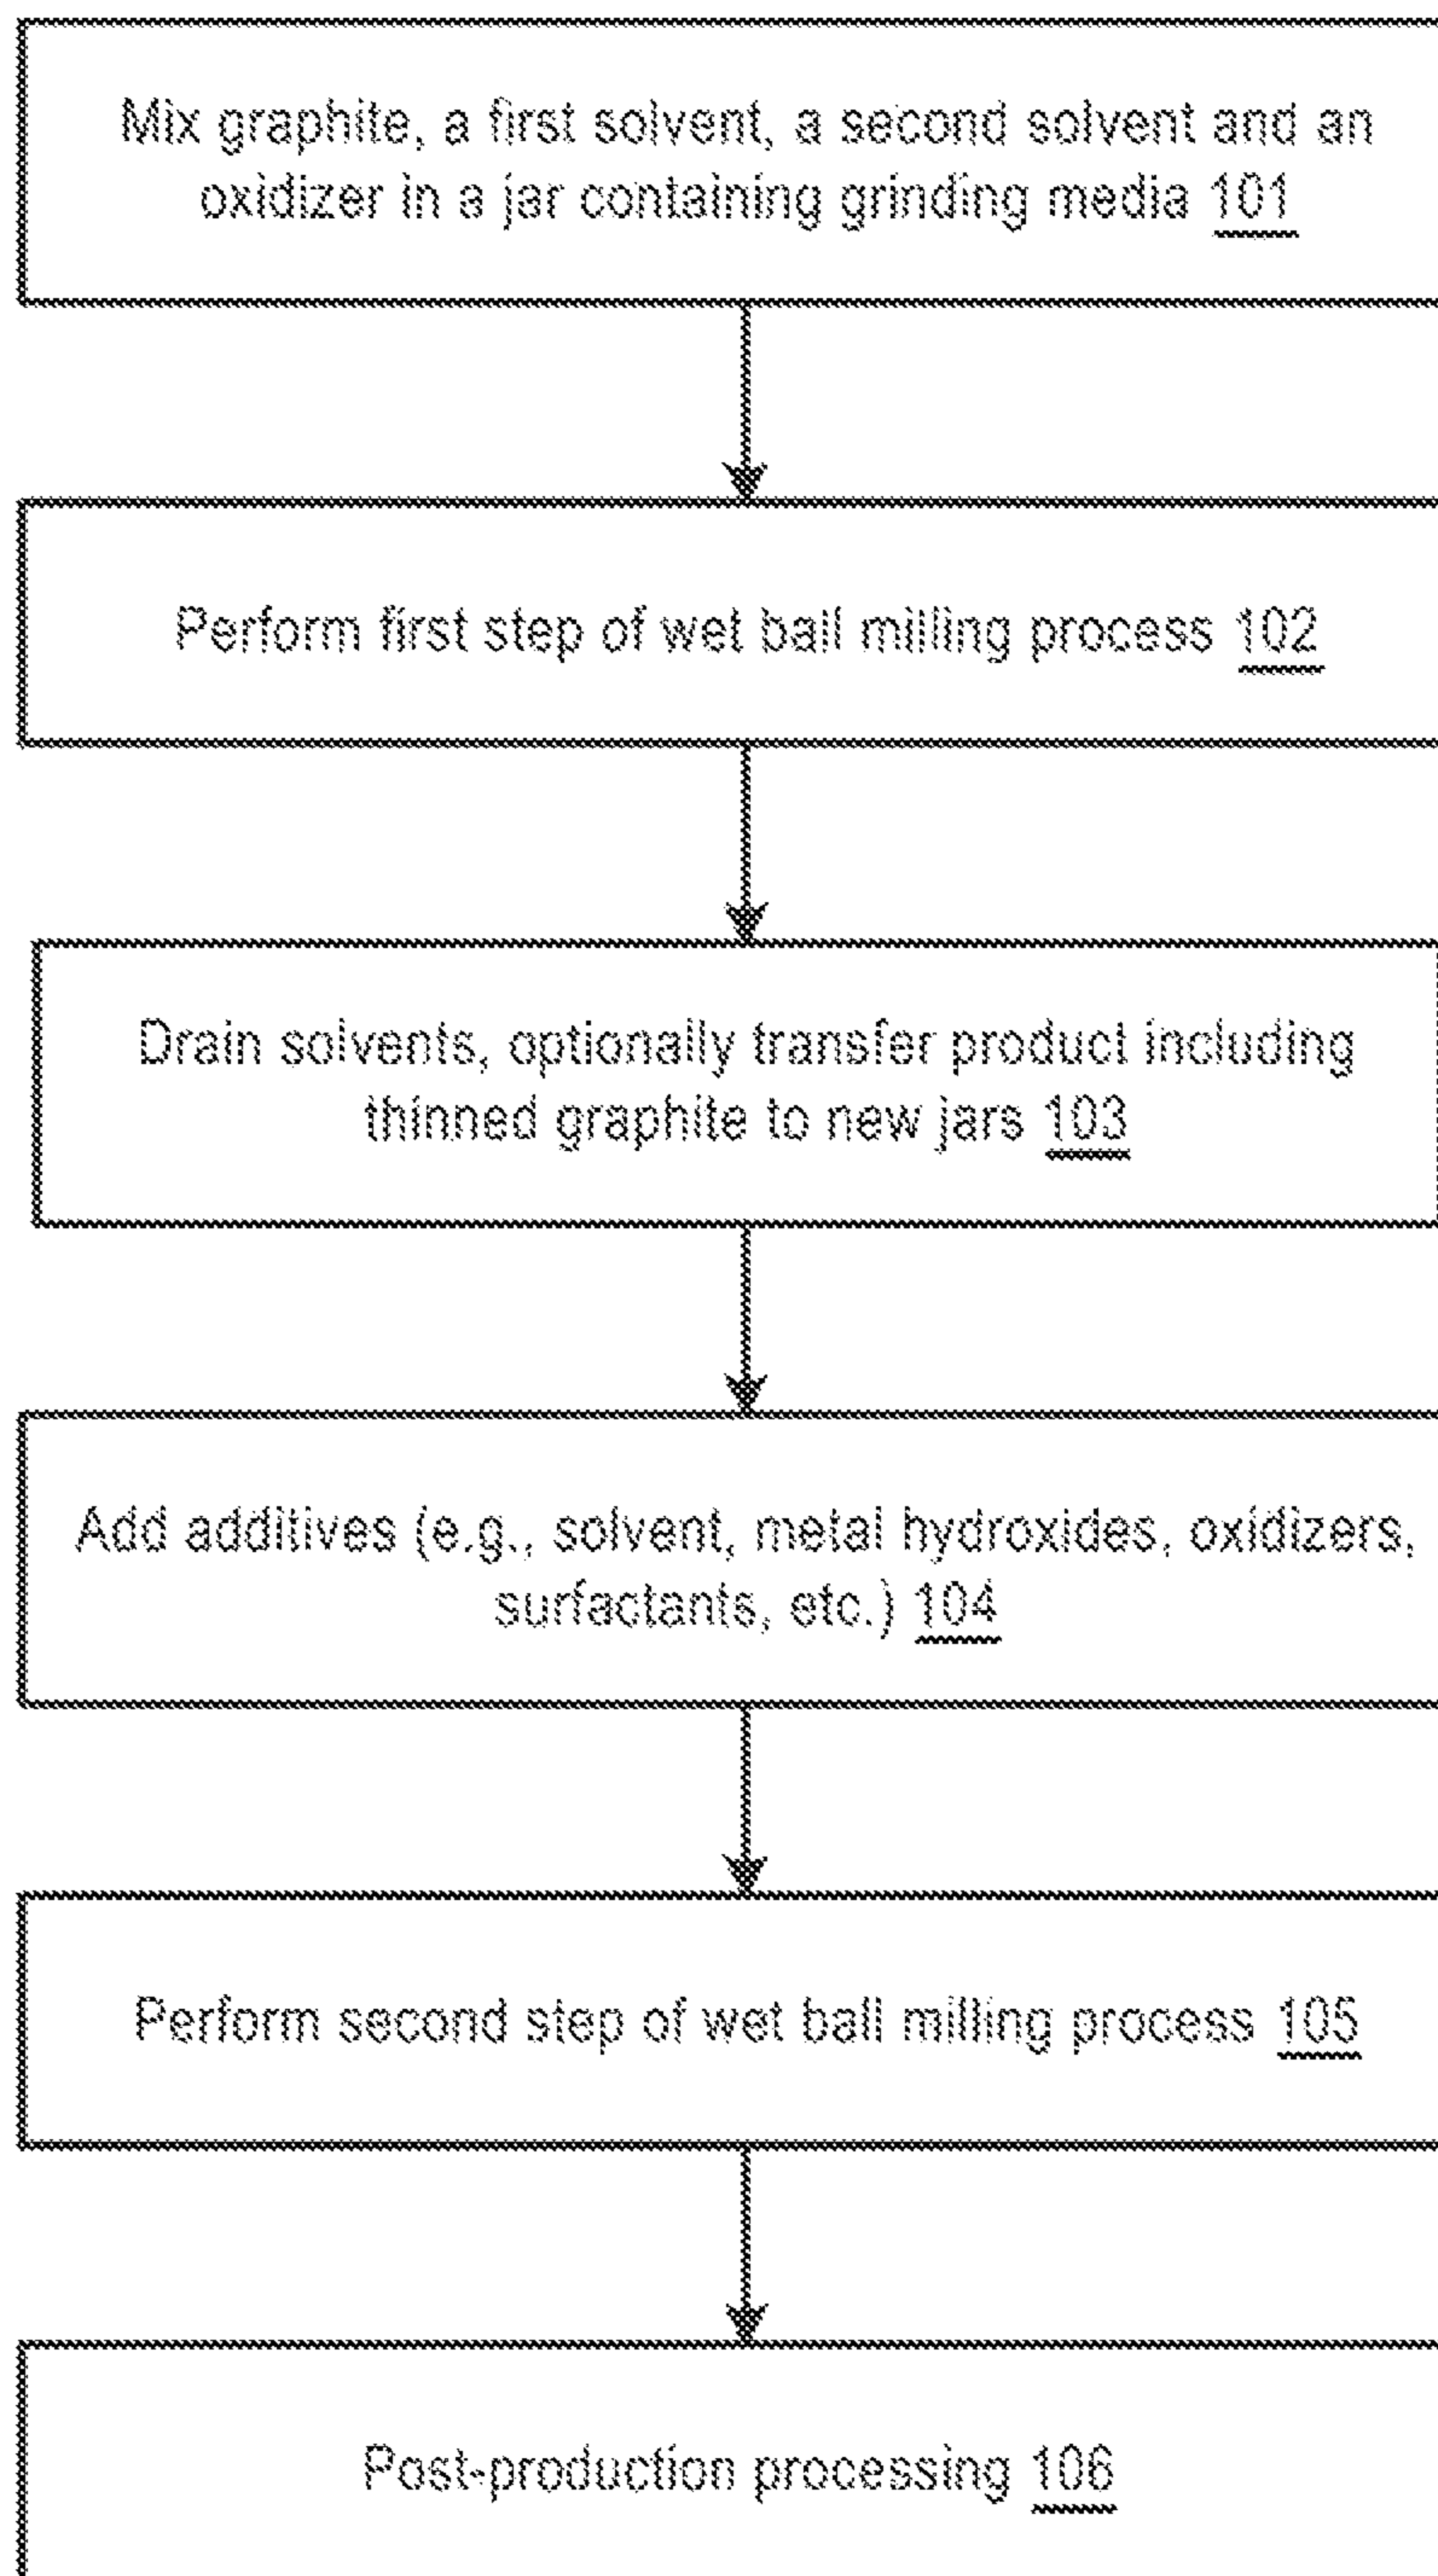 Mix graphite, a first solvent, a second solvent and an
oxidizer in a jar containing grinding media 101
Perform first step of wet ball milling process 102
Drain solvents, optionally transfer product including
thinned graphite to new jars 103
Add additives (e.g., solvent, metal hydroxides, oxidizers,
surfactants, etc.) 104
Perform second step of wet ball milling process 105
Post-production processing 106